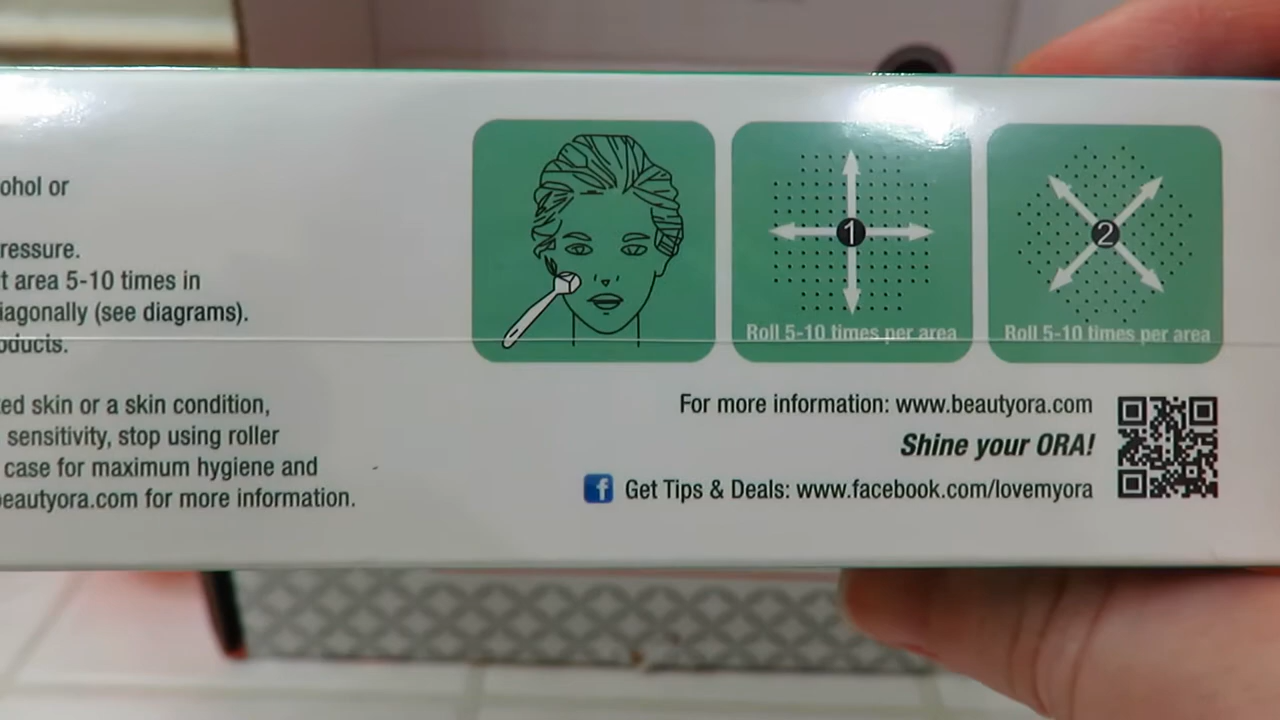 ohol or
ressure.
t area 5-10 times in
iagonally (see diagrams).
oducts.
ed skin or a skin condition,
sensitivity, stop using roller
case for maximum hygiene and
eautyora.com for more information.
1
Roll 5-10 times per area
2
Roll 5-10 times per area
For more information: www.beautyora.com
Shine your ORA!
f Get Tips & Deals: www.facebook.com/lovemyora